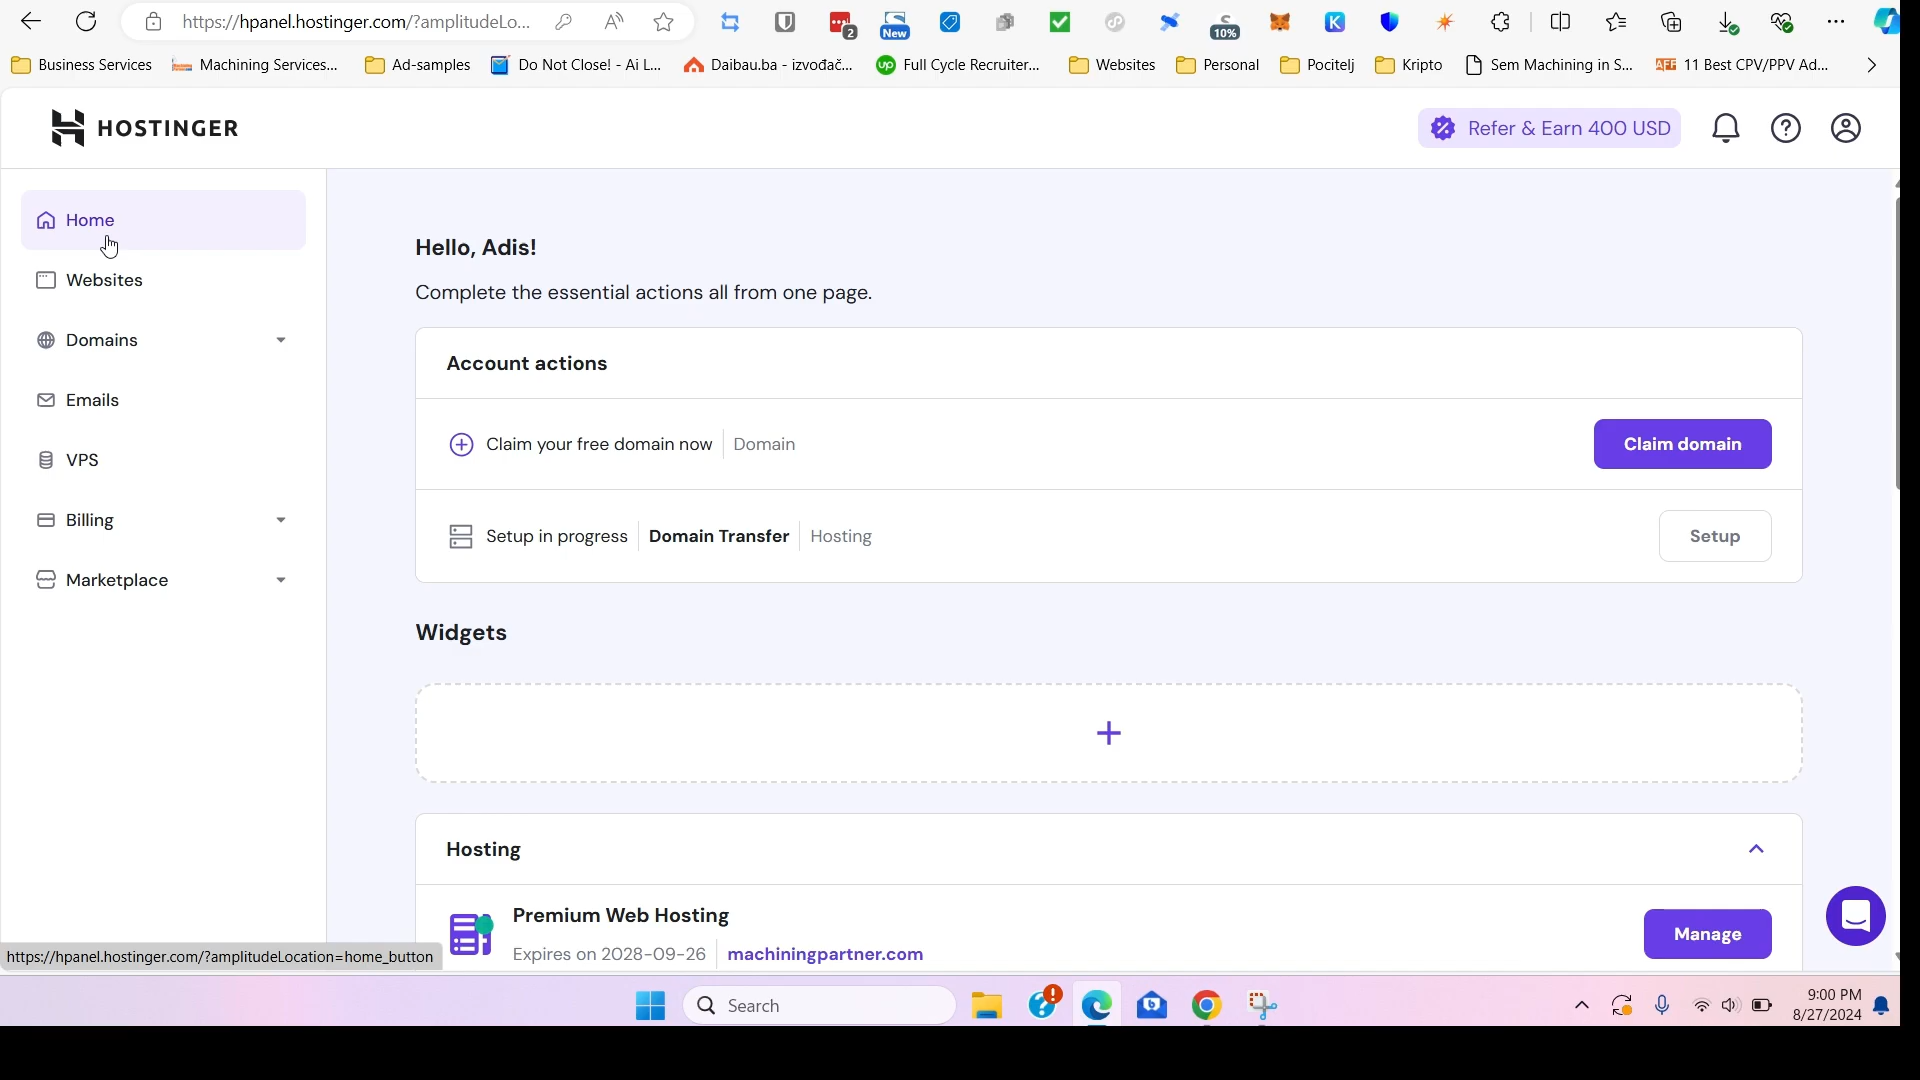 https://hpanel.hostinger.com/?amplitudeLo...
2
New
10%
Business Services
Machining Services...
Ad-samples
Do Not Close! - Ai L...
Daibau.ba - izvođač...
up
Full Cycle Recruiter...
Websites
Personal
Pocitelj
Kripto
Sem Machining in S...
AFF
11 Best CPV/PPV Ad...
HOSTINGER
Refer & Earn 400 USD
Home
Websites
Domains
Emails
VPS
Billing
Marketplace
Hello, Adis!
Complete the essential actions all from one page.
Account actions
Claim your free domain now
Domain
Claim domain
Setup in progress
Domain Transfer
Hosting
Setup
Widgets
Hosting
Premium Web Hosting
Expires on 2028-09-26
machiningpartner.com
Manage
https://hpanel.hostinger.com/?amplitudeLocation=home_button
Search
9:00 PM
8/27/2024